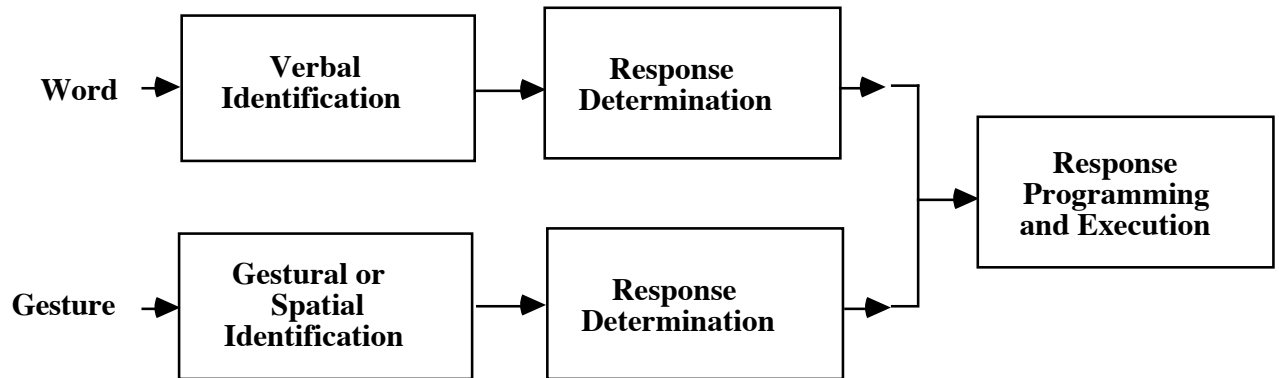 Word
Verbal
Identification
Response
Determination
Response
Programming
and Execution
Gesture
Gestural or
Spatial
Identification
Response
Determination